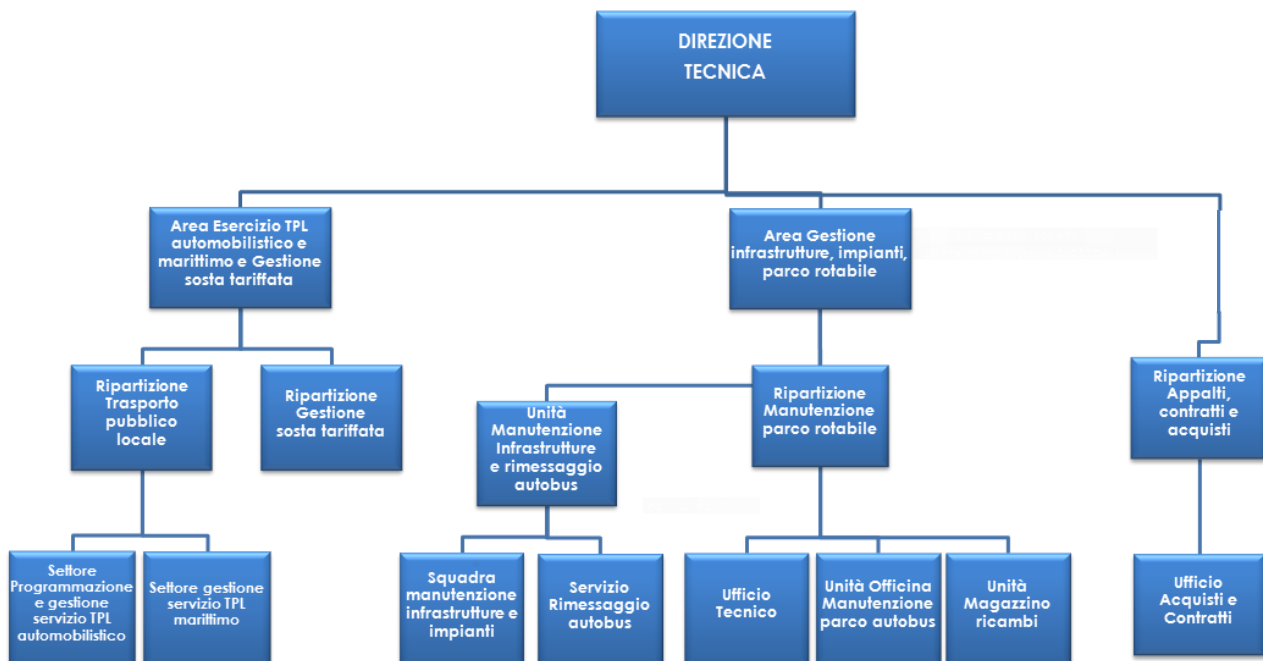 DIREZIONE
TECNICA
Area Esercizio TPL
automobilistico e
marittimo e Gestione
sosta tariffata
Area Gestione
infrastrutture, impianti,
parco rotabile
Ripartizione
Trasporto
pubblico
locale
Ripartizione
Gestione
sosta tariffata
Unità
Manutenzione
Infrastrutture
e rimessaggio
autobus
Ripartizione
Manutenzione
parco rotabile
Ripartizione
Appalti,
contratti e
acquisti
Settore
Programmazione
e gestione
servizio TPL
automobilistico
Settore gestione
servizio TPL
marittimo
Squadra
manutenzione
infrastrutture e
impianti
Servizio
Rimessaggio
autobus
Ufficio
Tecnico
Unità Officina
Manutenzione
parco autobus
Unità
Magazzino
ricambi
Ufficio
Acquisti e
Contratti